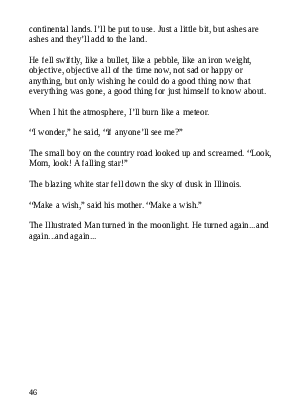 continental lands. I'll be put to use. Just a little bit, but ashes are
ashes and they'll add to the land.
He fell swiftly, like a bullet, like a pebble, like an iron weight,
objective, objective all of the time now, not sad or happy or
anything, but only wishing he could do a good thing now that
everything was gone, a good thing for just himself to know about.
When I hit the atmosphere, I'll burn like a meteor.
“I wonder,” he said, “if anyone'll see me?”
The small boy on the country road looked up and screamed. “Look,
Mom, look! A falling star!”
The blazing white star fell down the sky of dusk in Illinois.
“Make a wish,” said his mother. “Make a wish.”
The Illustrated Man turned in the moonlight. He turned again...and
again...and again...
46